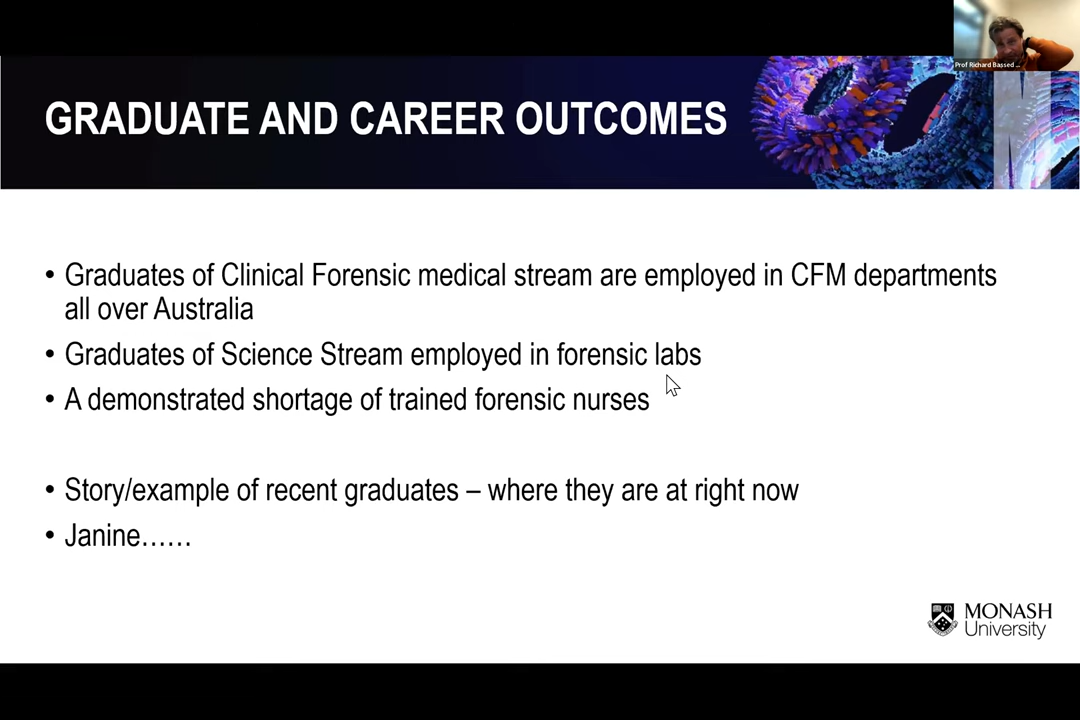 Prof Richard Bassed ...
GRADUATE AND CAREER OUTCOMES
• Graduates of Clinical Forensic medical stream are employed in CFM departments
all over Australia
• Graduates of Science Stream employed in forensic labs
• A demonstrated shortage of trained forensic nurses
• Story/example of recent graduates – where they are at right now
• Janine……
MONASH
University